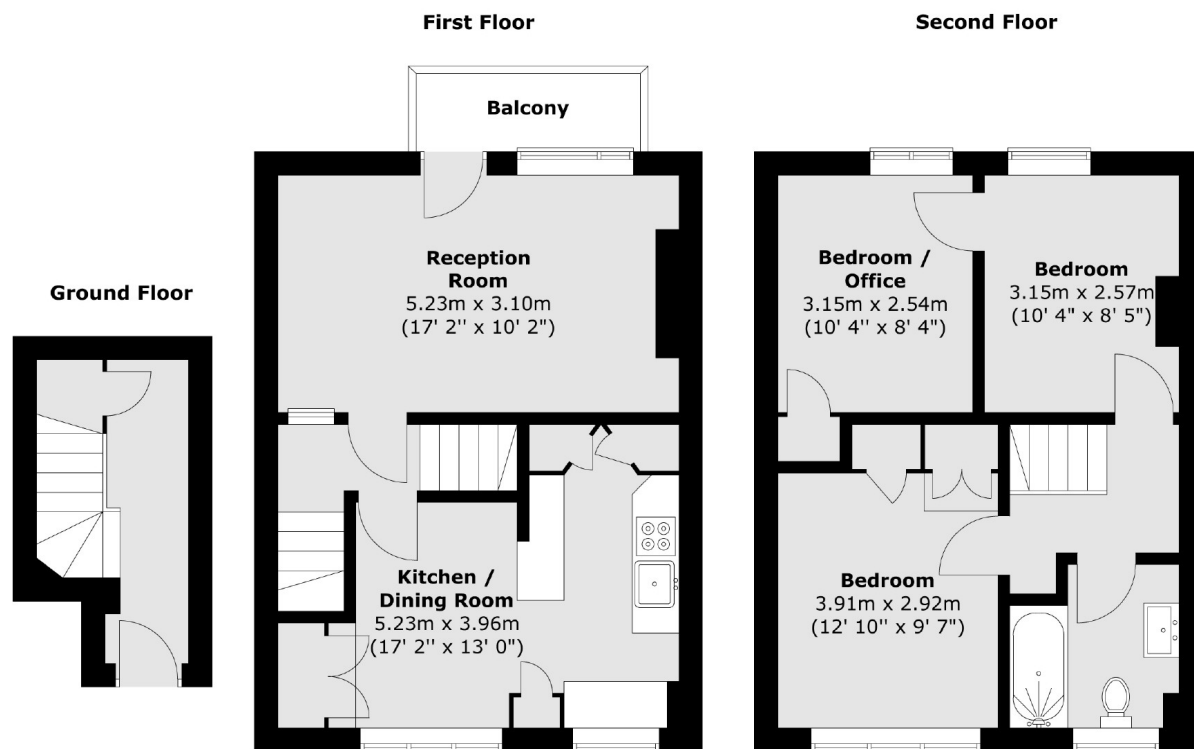 First Floor
Second Floor
Balcony
Reception
Room
5.23m x 3.10m
(17' 2'' x 10' 2")
Ground Floor
Bedroom /
Office
3.15m x 2.54m
(10' 4'' x 8' 4")
Bedroom
3.15m x 2.57m
(10' 4" x 8' 5")
Kitchen /
Dining Room
5.23m x 3.96m
(17' 2'' x 13' 0")
Bedroom
3.91m x 2.92m
(12' 10'' x 9' 7")